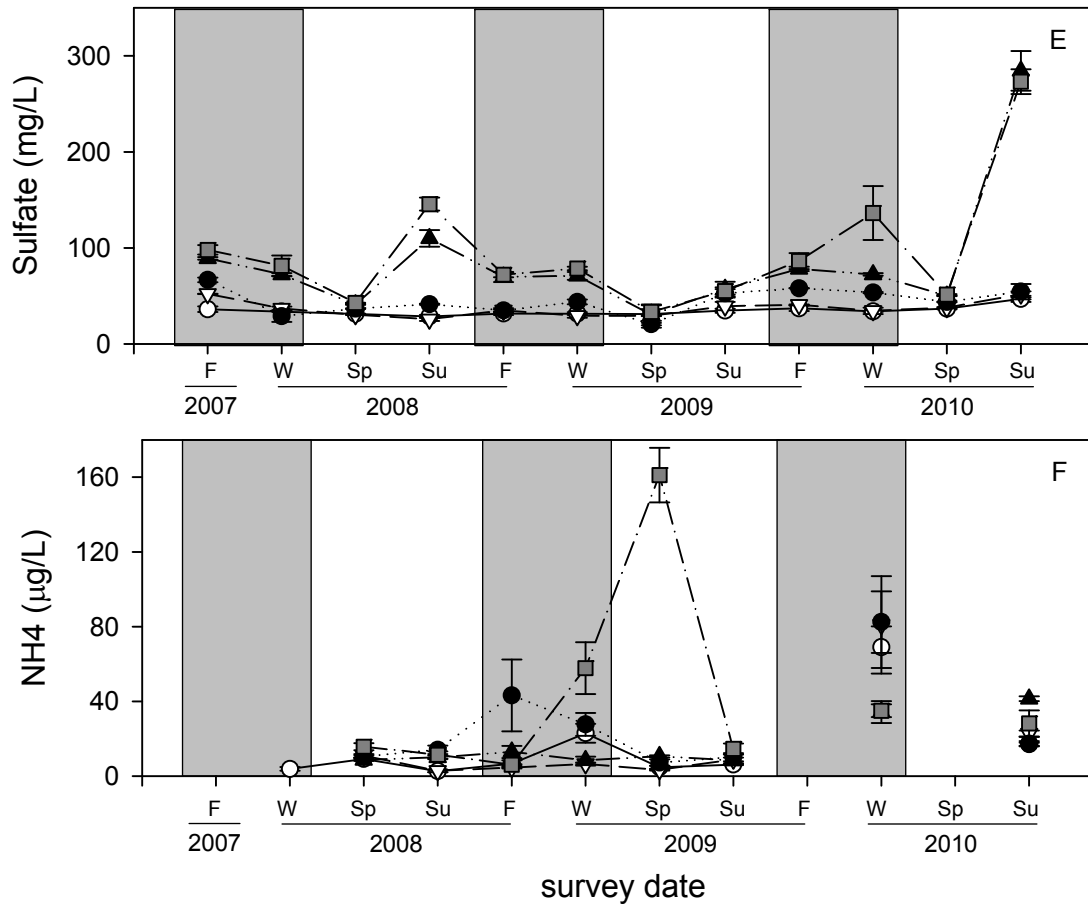 E
Sulfate (mg/L)
300
200
100
0
F W Sp Su F W Sp Su F W Sp Su
2007 2008 2009 2010
F
NH4 (μg/L)
160
120
80
40
0
F W Sp Su F W Sp Su F W Sp Su
2007 2008 2009 2010
survey date